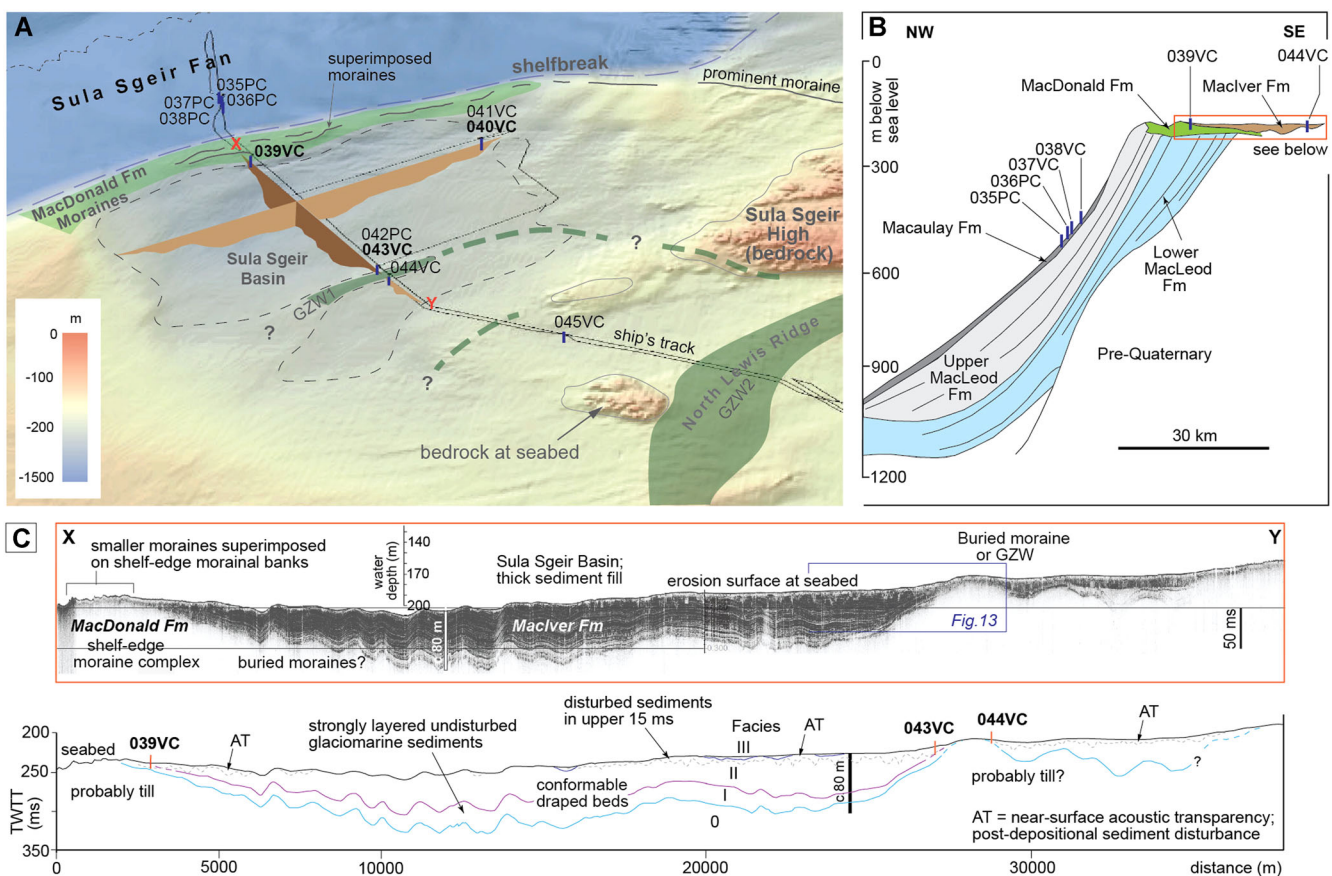 A
Sula Sgeir Fan
035PC
037PC
036PC
038PC
superimposed
moraines
shelfbreak
prominent moraine
041VC
040VC
X
039VC
MacDonald Fm
Moraines
Sula Sgeir
Basin
042PC
043VC
044VC
GZW1
?
?
?
Y
Sula Sgeir
High
(bedrock)
045VC
ship's track
North Lewis Ridge
GZW2
bedrock at seabed
m
0
-100
-200
-1500
B
NW
SE
0
300
600
900
1200
m below
sea level
039VC
044VC
MacDonald Fm
MacIver Fm
see below
038VC
037VC
036PC
035PC
Macaulay Fm
Lower
MacLeod
Fm
Upper
MacLeod
Fm
Pre-Quaternary
30 km
C
X
Y
smaller moraines superimposed
on shelf-edge morainal banks
water
depth (m)
140
170
200
Sula Sgeir Basin;
thick sediment fill
erosion surface at seabed
Buried moraine
or GZW
MacDonald Fm
shelf-edge
moraine complex
buried moraines?
c.80 m
MacIver Fm
0.300
Fig.13
50 ms
200
250
350
TWTT
(ms)
seabed
039VC
AT
probably till
strongly layered undisturbed
glaciomarine sediments
disturbed sediments
in upper 15 ms
Facies
III
II
I
0
AT
conformable
draped beds
c.80 m
043VC
044VC
AT
?
probably till?
AT = near-surface acoustic transparency;
post-depositional sediment disturbance
0
5000
10000
20000
30000
distance (m)